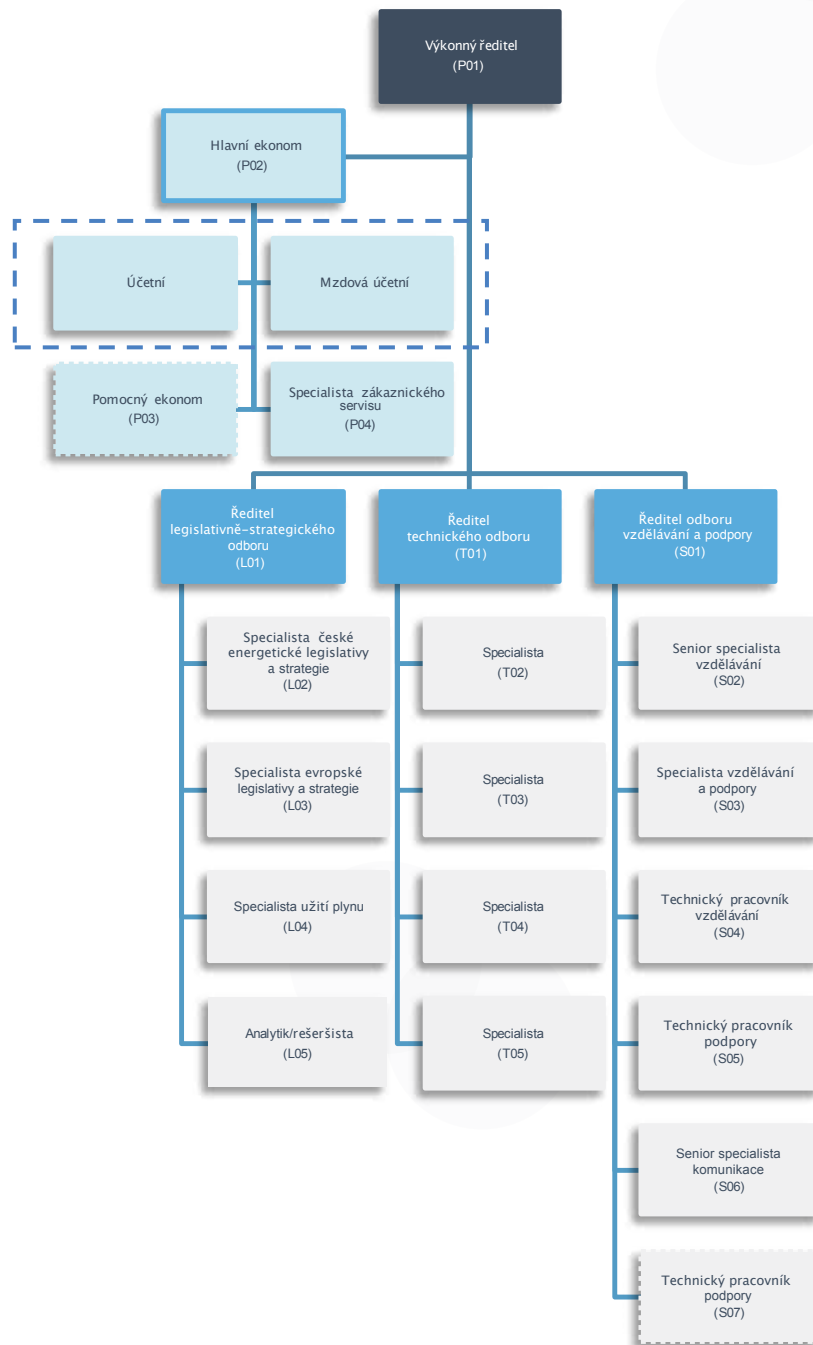 Výkonný ředitel
(P01)
Hlavní ekonom
(P02)
Účetní
Mzdová účetní
Pomocný ekonom
(P03)
Specialista zákaznického
servisu
(P04)
Ředitel
legislativně-strategického
odboru
(L01)
Ředitel
technického odboru
(T01)
Ředitel odboru
vzdělávání a podpory
(S01)
Specialista české
energetické legislativy
a strategie
(L02)
Specialista evropské
legislativy a strategie
(L03)
Specialista užití plynu
(L04)
Analytik/rešeršista
(L05)
Specialista
(T02)
Specialista
(T03)
Specialista
(T04)
Specialista
(T05)
Senior specialista
vzdělávání
(S02)
Specialista vzdělávání
a podpory
(S03)
Technický pracovník
vzdělávání
(S04)
Technický pracovník
podpory
(S05)
Senior specialista
komunikace
(S06)
Technický pracovník
podpory
(S07)